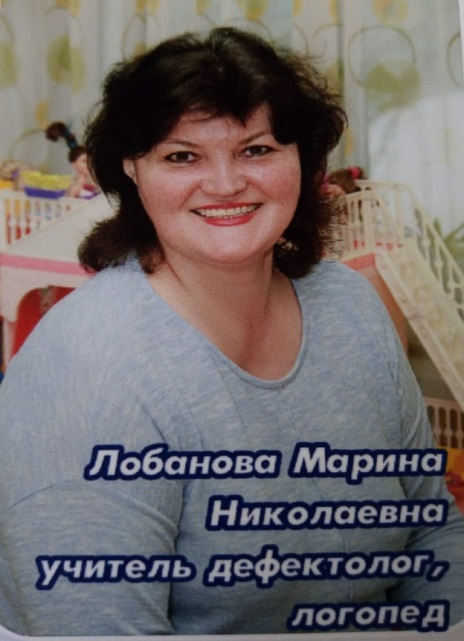 Лобанова Марина
Николаевна
учитель дефектолог,
логопед